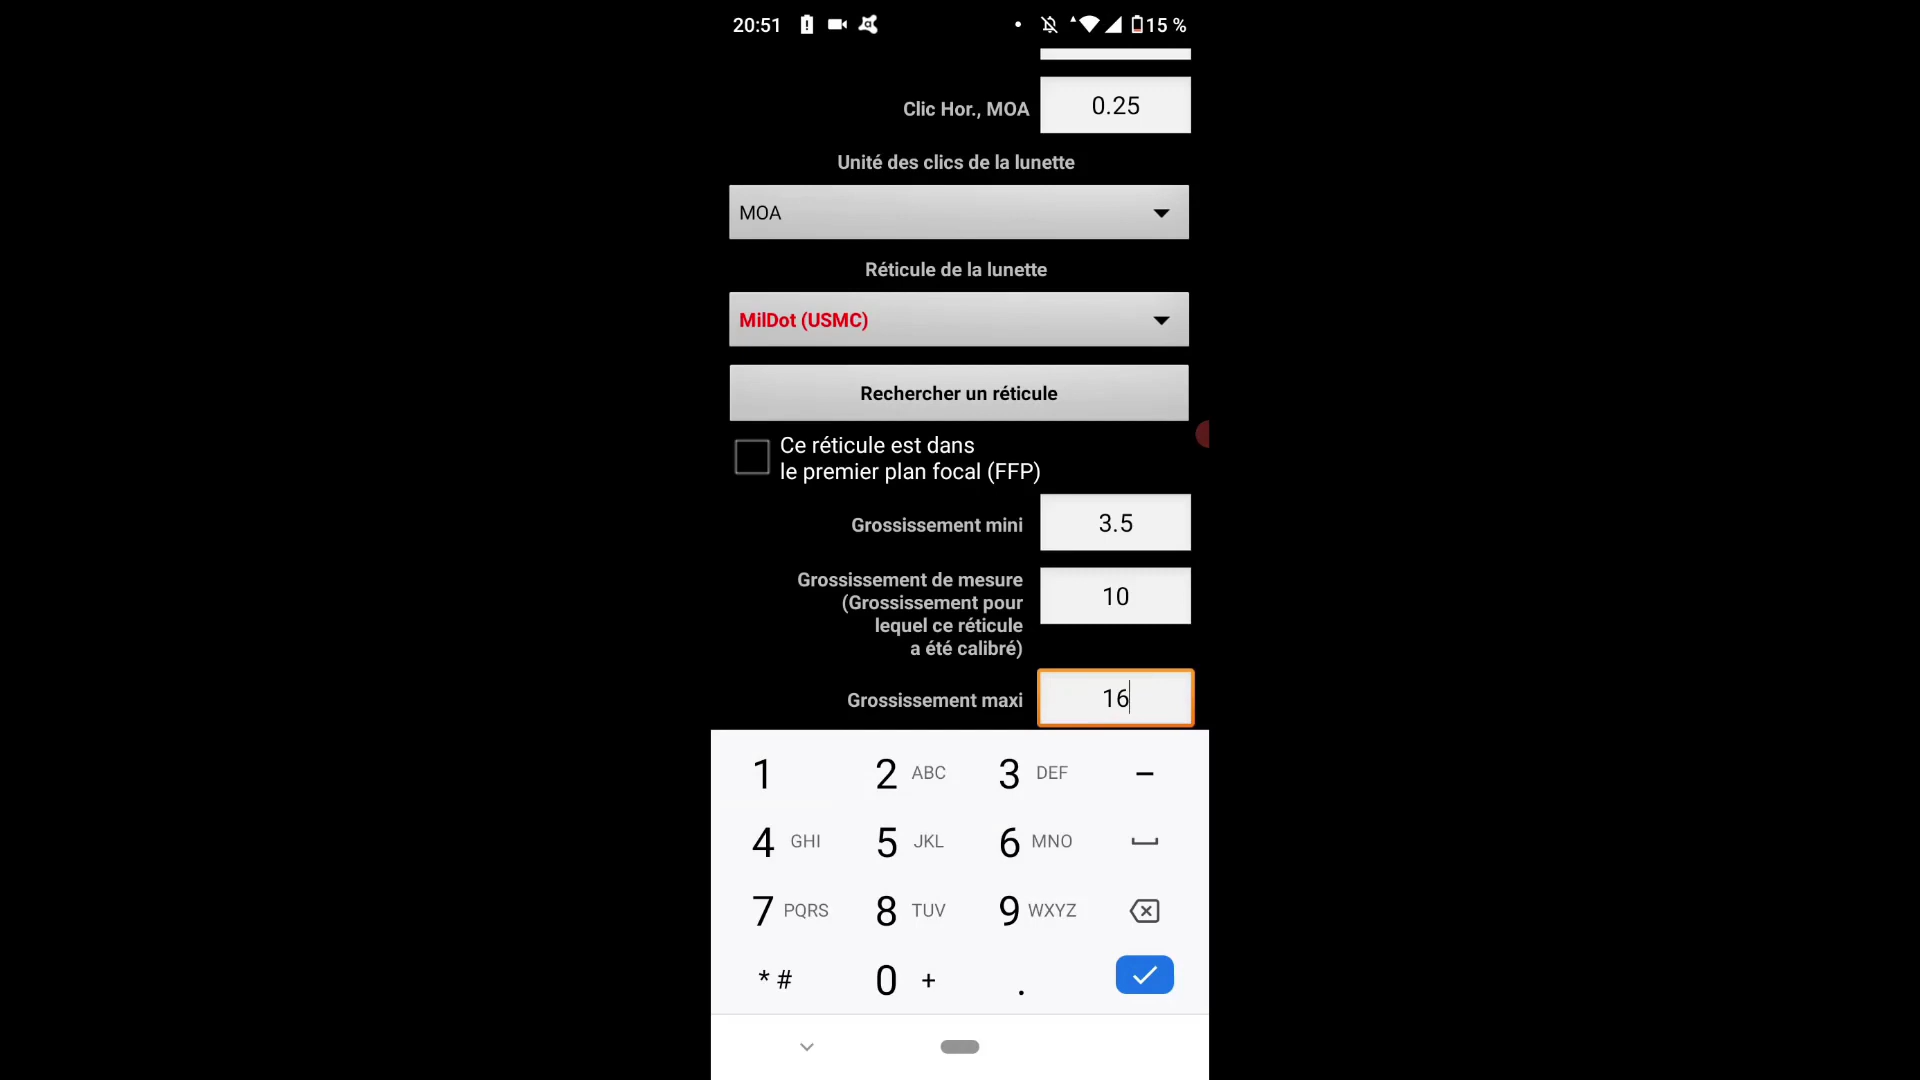 20:51
15 %
Clic Hor., MOA
0.25
Unité des clics de la lunette
MOA
Réticule de la lunette
MilDot (USMC)
Rechercher un réticule
Ce réticule est dans
le premier plan focal (FFP)
Grossissement mini
3.5
Grossissement de mesure
(Grossissement pour
lequel ce réticule
a été calibré)
10
Grossissement maxi
16
1
2 ABC
3 DEF
–
4 GHI
5 JKL
6 MNO
7 PQRS
8 TUV
9 WXYZ
* #
0 +
.